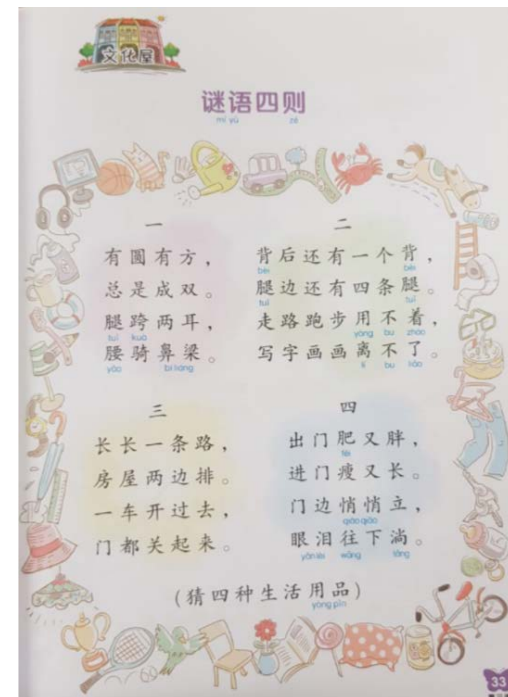 文化屋
谜语四则
mí yǔ zé
一
有圆有方，
总是成双。
腿跨两耳，
tuǐ kuà
腰骑鼻梁。
yāo bí liáng
二
背后还有一个背，
bèi bèi
腿边还有四条腿。
tuǐ tuǐ
走路跑步用不着，
yòng bu zháo
写字画画离不了。
lí bu liǎo
三
长长一条路，
房屋两边排。
一车开过去，
门都关起来。
四
出门肥又胖，
féi
进门瘦又长。
门边悄悄立，
qiāo qiāo
眼泪往下淌。
yǎn lèi wǎng tǎng
（猜四种生活用品）
yòng pǐn
33